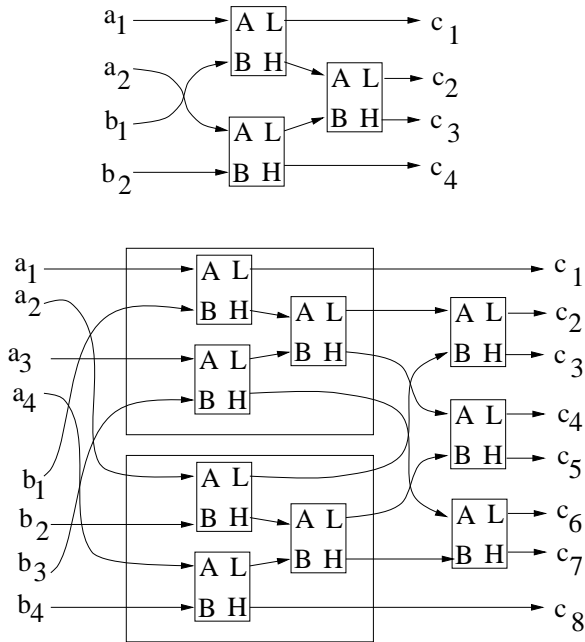 a1 A L c1
a2 B H A L c2
b1 A L B H c3
b2 B H c4
a1 A L c1
a2 B H A L A L c2
a3 A L B H B H c3
a4 B H A L c4
b1 A L B H c5
b2 B H A L A L c6
b3 A L B H B H c7
b4 B H c8